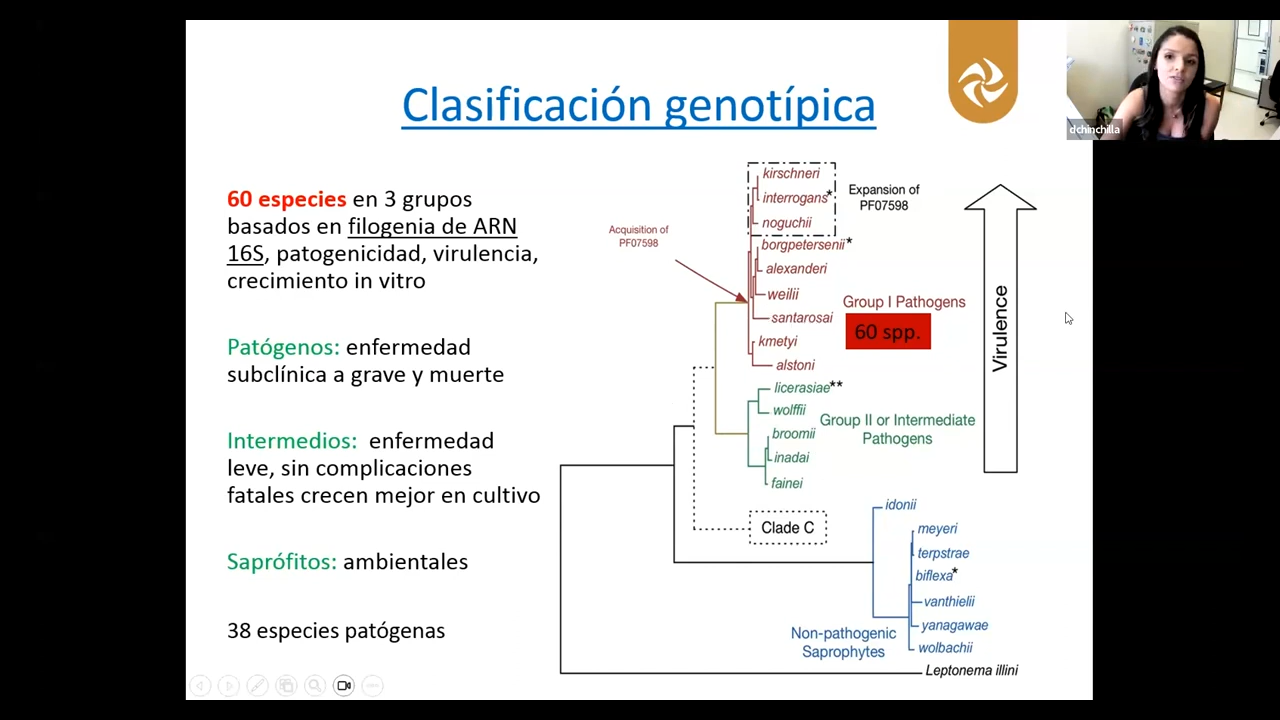 Clasificación genotípica
dchinchilla
60 especies en 3 grupos
basados en filogenia de ARN
16S, patogenicidad, virulencia,
crecimiento in vitro
Patógenos: enfermedad
subclínica a grave y muerte
Intermedios: enfermedad
leve, sin complicaciones
fatales crecen mejor en cultivo
Saprófitos: ambientales
38 especies patógenas
Acquisition of
PF07598
kirschneri
interrogans*
noguchii
Expansion of
PF07598
borgpetersenii*
alexanderi
weilii
santarosai
kmetyi
alstoni
Group I Pathogens
60 spp.
licerasiae**
wolffii
broomii
inadai
fainei
Group II or Intermediate
Pathogens
Virulence
Clade C
idonii
meyeri
terpstrae
biflexa*
vanthielii
yanagawae
wolbachii
Non-pathogenic
Saprophytes
Leptonema illini